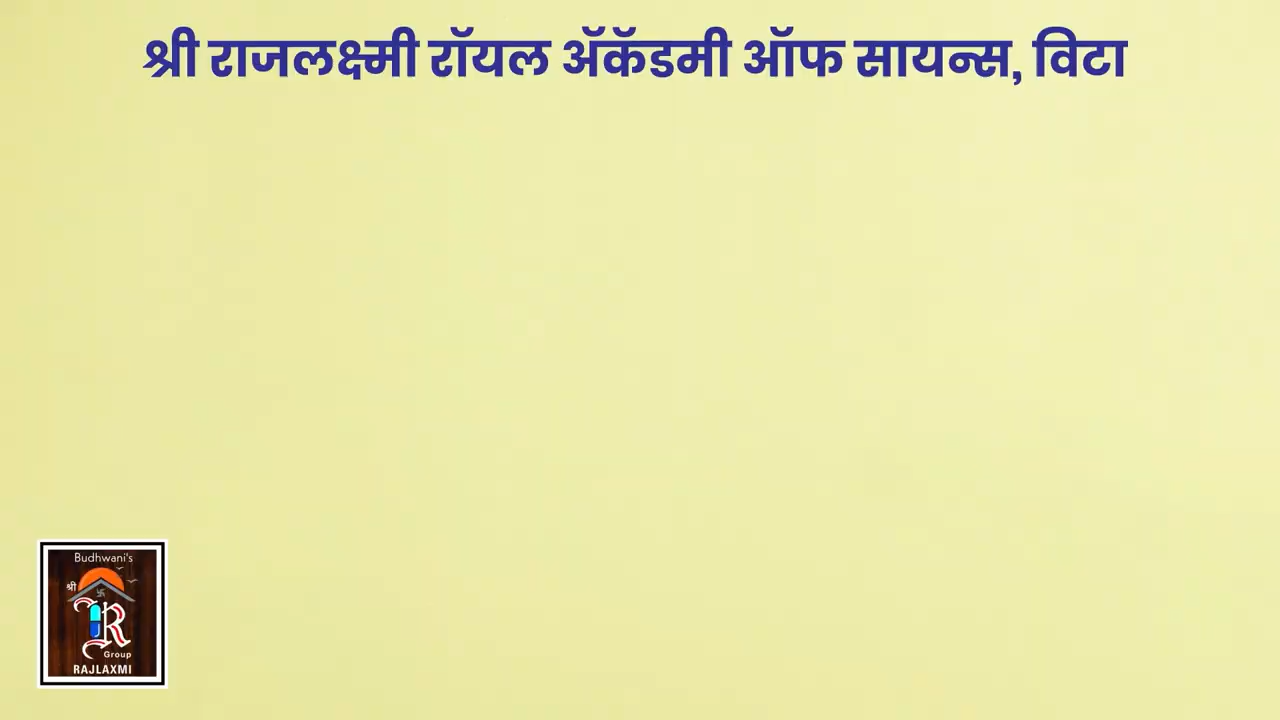 श्री राजलक्ष्मी रॉयल ॲकॅडमी ऑफ सायन्स, विटा
Budhwani's
श्री
R
Group
RAJLAXMI